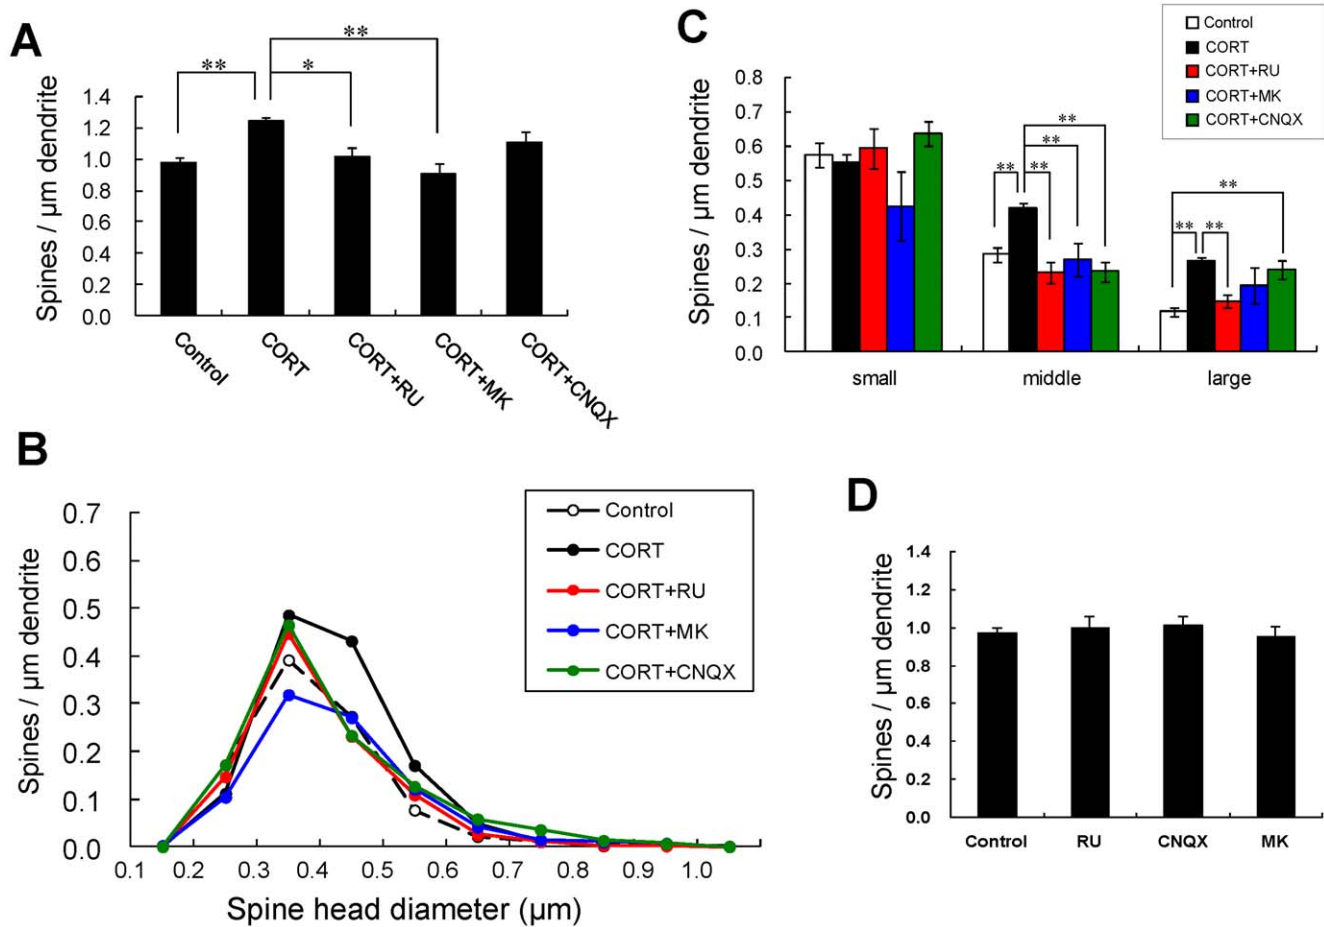 A
Spines / µm dendrite
1.4
1.2
1.0
0.8
0.6
0.4
0.2
0.0
**
*
**
Control
CORT
CORT+RU
CORT+MK
CORT+CNQX
C
Control
CORT
CORT+RU
CORT+MK
CORT+CNQX
Spines / µm dendrite
0.8
0.7
0.6
0.5
0.4
0.3
0.2
0.1
0.0
**
**
**
**
**
**
**
small
middle
large
B
Spines / µm dendrite
0.7
0.6
0.5
0.4
0.3
0.2
0.1
0.0
Control
CORT
CORT+RU
CORT+MK
CORT+CNQX
0.1 0.2 0.3 0.4 0.5 0.6 0.7 0.8 0.9 1.0
Spine head diameter (µm)
D
Spines / µm dendrite
1.4
1.2
1.0
0.8
0.6
0.4
0.2
0.0
Control RU CNQX MK